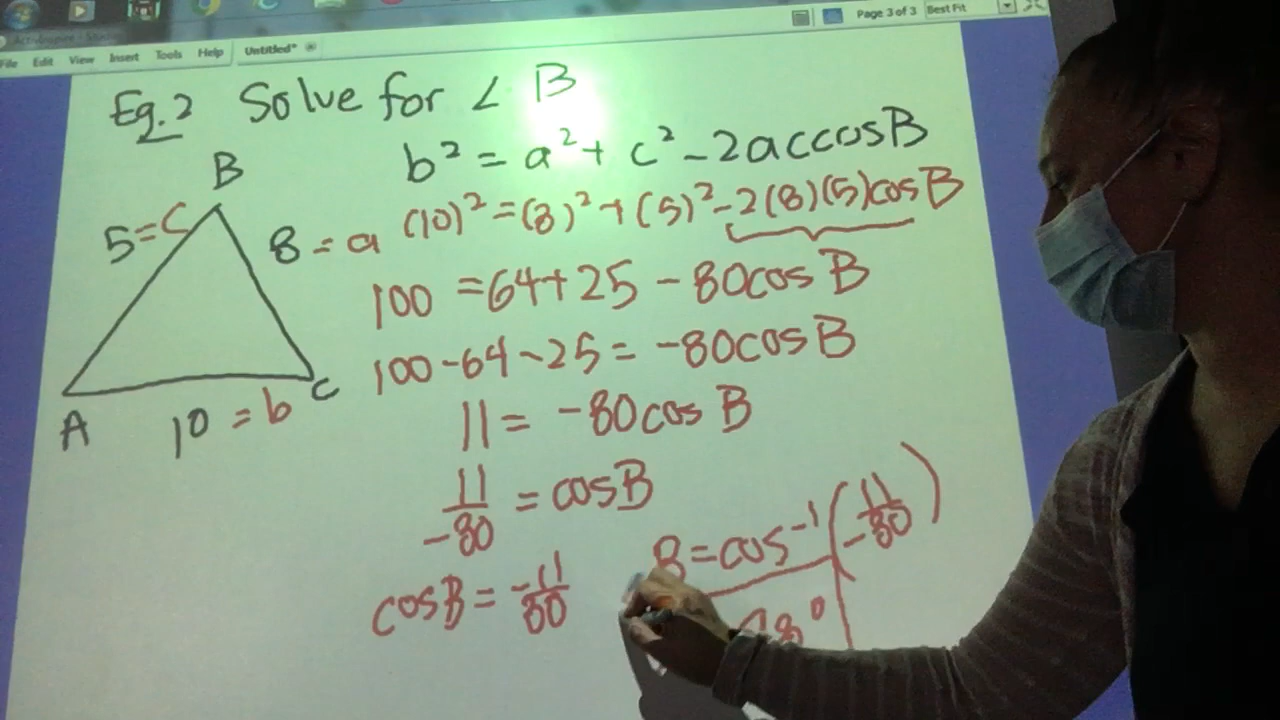 Page 3 of 3 Best Fit
File Edit View Insert Tools Help Untitled*
Eg.2 Solve for ∠ B
b² = a² + c² - 2accosB
(10)² = (8)² + (5)² - 2(8)(5)cosB
100 = 64+25 - 80cos B
100-64-25 = -80cosB
11 = -80cos B
11/-80 = cosB
cosB = -11/80
B = cos⁻¹(11/-80)
98°
B
5=C
8 = a
A
10 = b
C